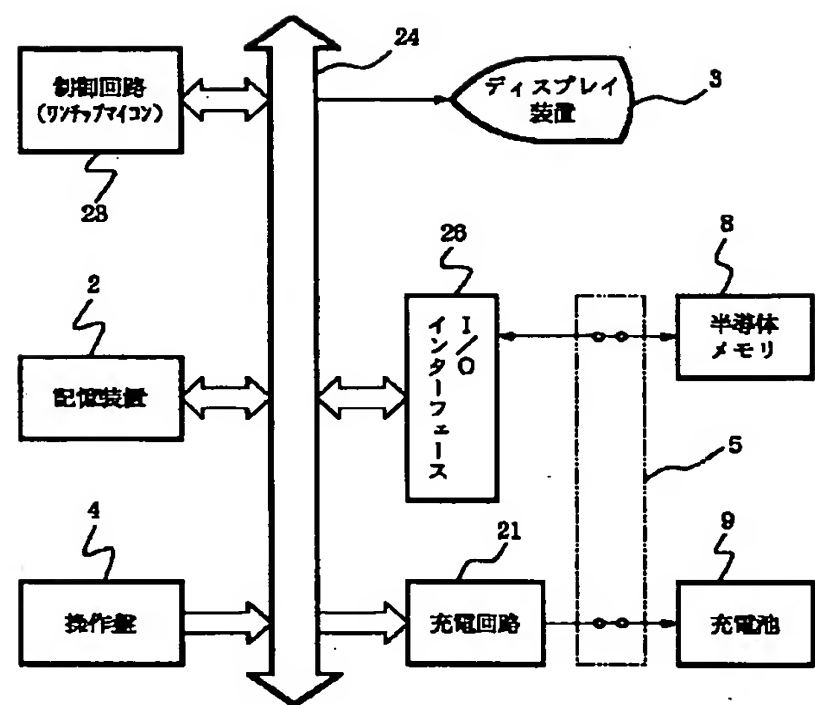 24
制御回路
(ワンチップマイコン)
23
ディスプレイ
装置
3
2
記憶装置
26
I/O
インターフェース
8
半導体
メモリ
5
4
操作盤
21
充電回路
9
充電池